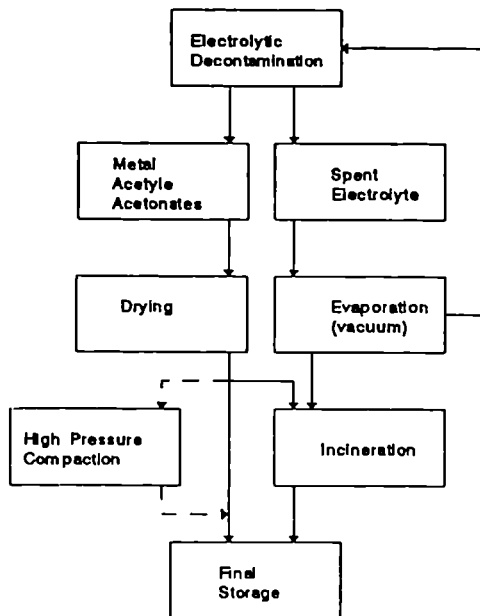 Electrolytic
Decontamination
Metal
Acetyle
Acetonates
Spent
Electrolyte
Drying
Evaporation
(vacuum)
High Pressure
Compaction
Incineration
Final
Storage